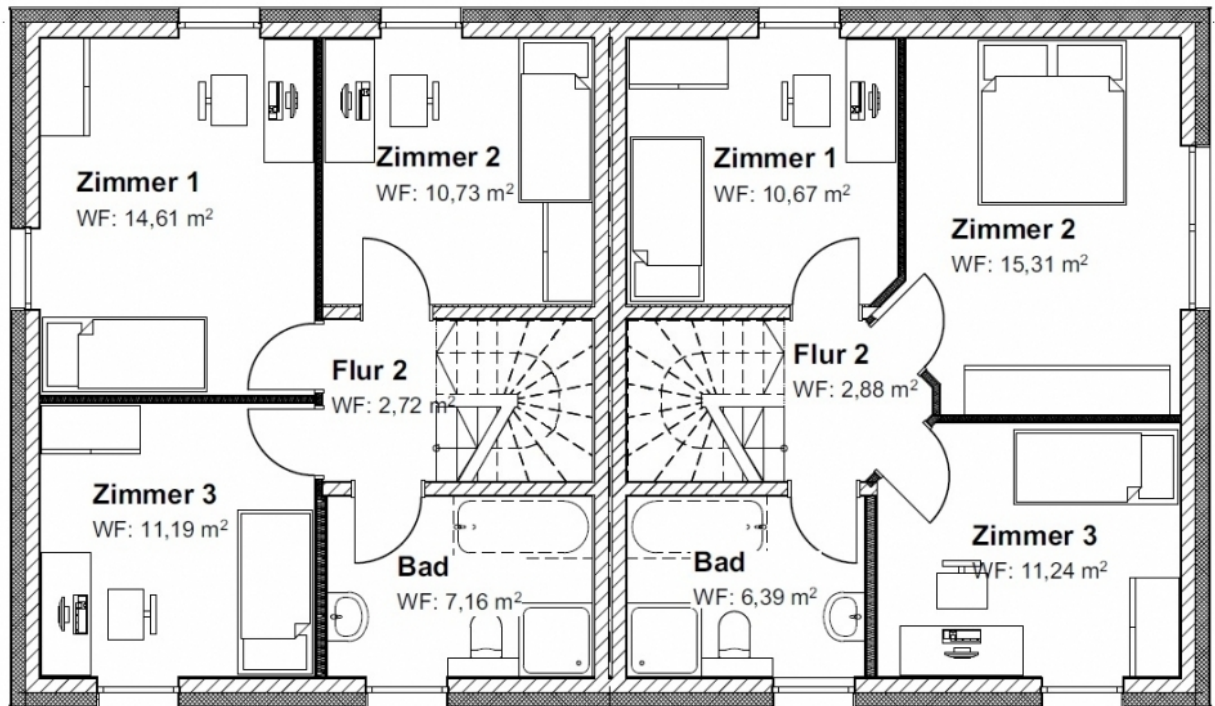 Zimmer 1
WF: 14,61 m²
Zimmer 2
WF: 10,73 m²
Zimmer 1
WF: 10,67 m²
Zimmer 2
WF: 15,31 m²
Flur 2
WF: 2,72 m²
Flur 2
WF: 2,88 m²
Zimmer 3
WF: 11,19 m²
Bad
WF: 7,16 m²
Bad
WF: 6,39 m²
Zimmer 3
WF: 11,24 m²